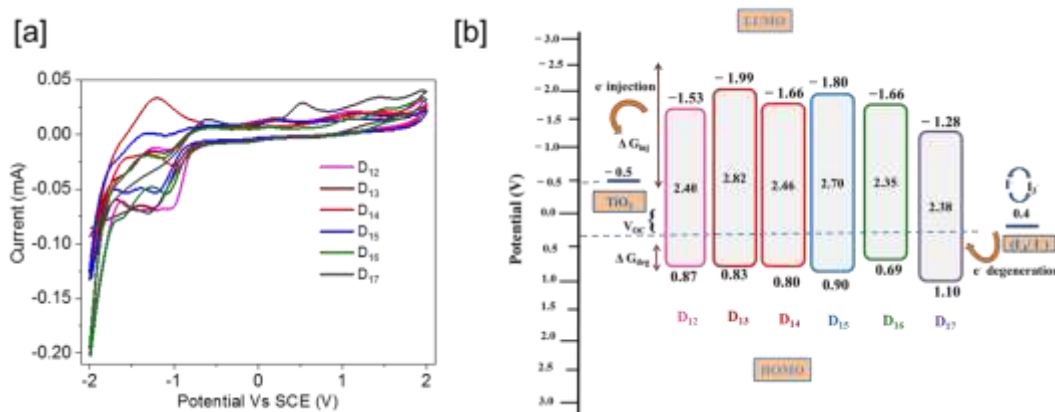 [a]
0.05
0.00
-0.05
-0.10
-0.15
-0.20
Current (mA)
-2
-1
0
1
2
Potential Vs SCE (V)
D12
D13
D14
D15
D16
D17
[b]
LUMO
Potential (V)
− 3.0
− 2.5
− 2.0
− 1.5
− 1.0
− 0.5
0.0
0.5
1.0
1.5
2.0
2.5
3.0
e- injection
Δ Ginj
− 0.5
TiO2
VOC
Δ Gdeg
−1.53
2.40
0.87
D12
− 1.99
2.82
0.83
D13
−1.66
2.46
0.80
D14
− 1.80
2.70
0.90
D15
−1.66
2.35
0.69
D16
− 1.28
2.38
1.10
0.4
e- degeneration
HOMO